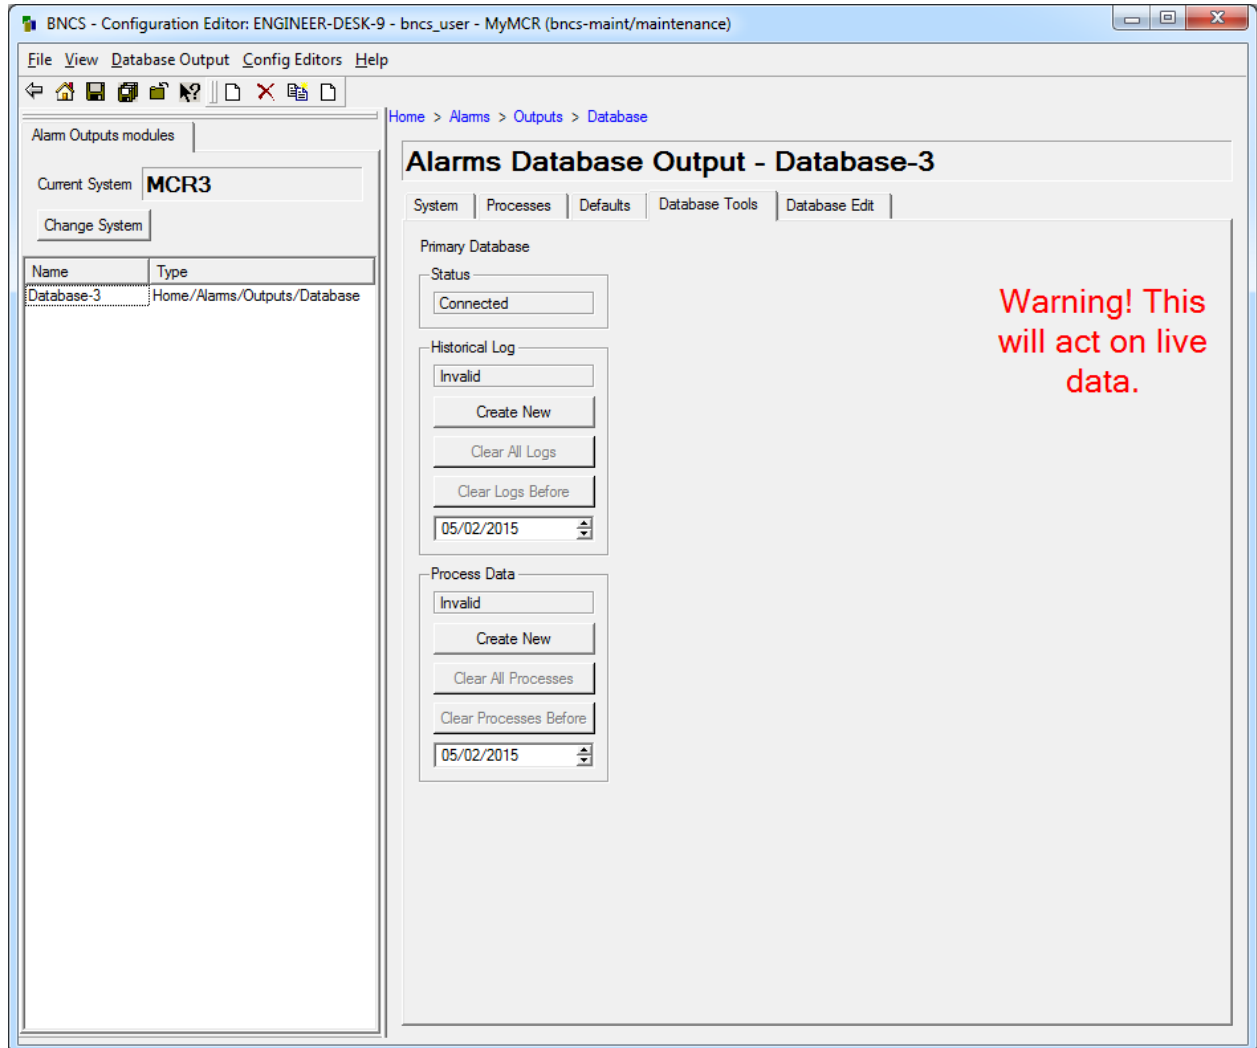 BNCS - Configuration Editor: ENGINEER-DESK-9 - bncs_user - MyMCR (bncs-maint/maintenance)
File View Database Output Config Editors Help
Home > Alarms > Outputs > Database
Alarm Outputs modules
Current System MCR3
Change System
Name Type
Database-3 Home/Alarms/Outputs/Database
Alarms Database Output - Database-3
System Processes Defaults Database Tools Database Edit
Primary Database
Status
Connected
Historical Log
Invalid
Create New
Clear All Logs
Clear Logs Before
05/02/2015
Process Data
Invalid
Create New
Clear All Processes
Clear Processes Before
05/02/2015
Warning! This
will act on live
data.